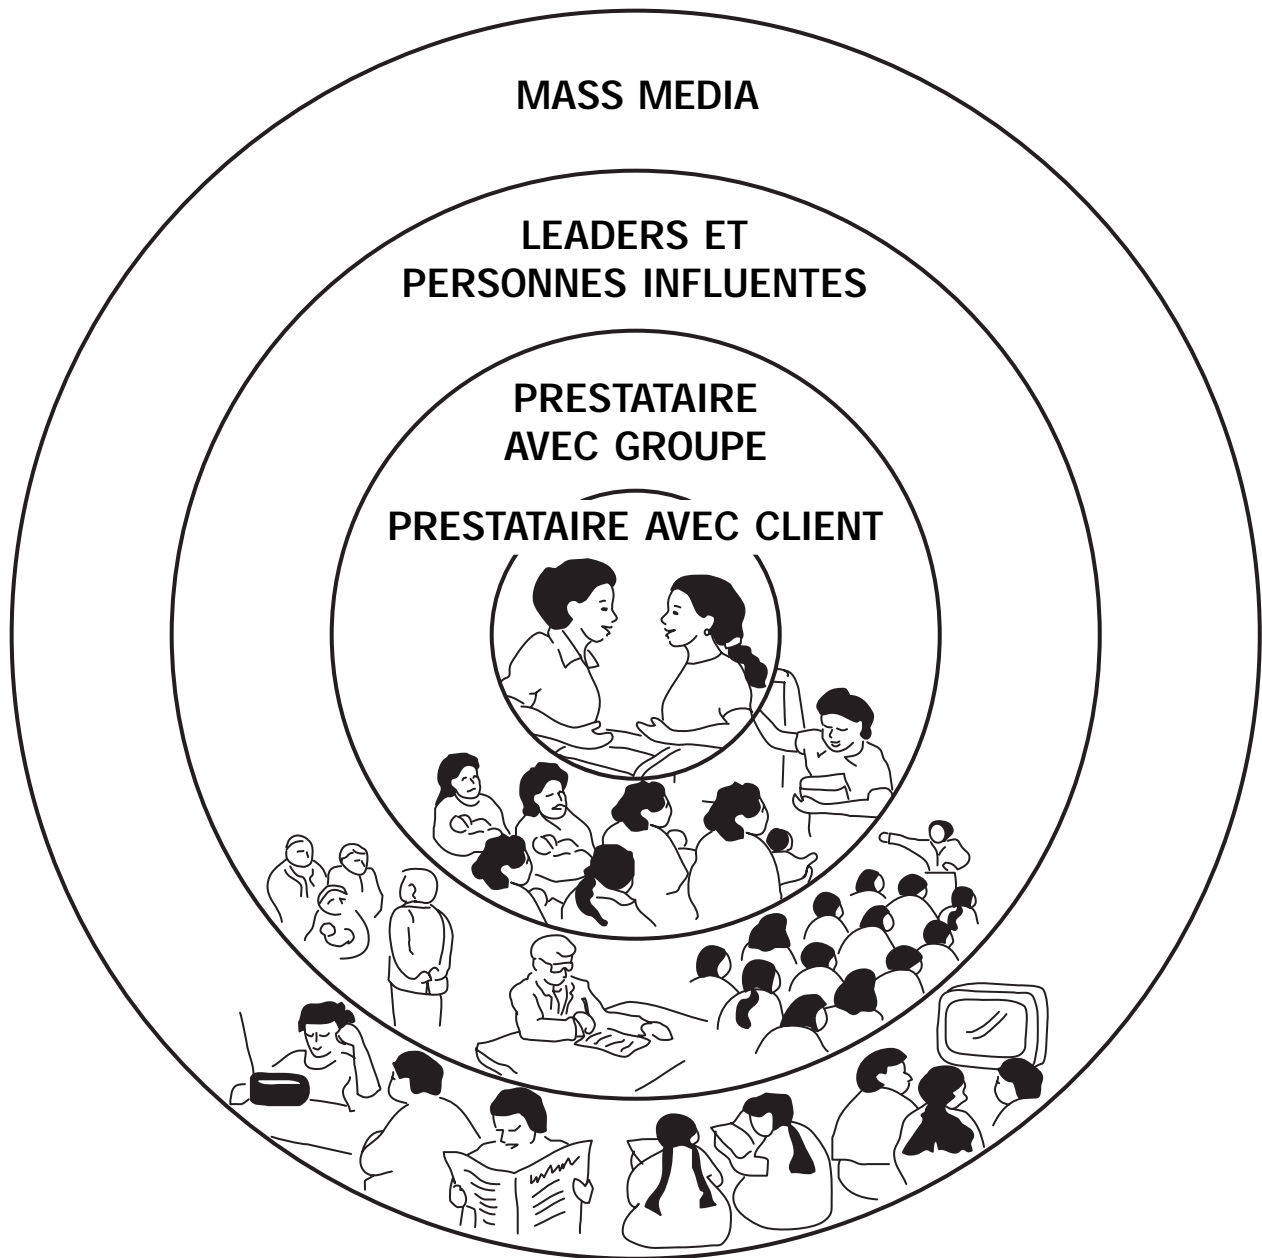 MASS MEDIA
LEADERS ET
PERSONNES INFLUENTES
PRESTATAIRE
AVEC GROUPE
PRESTATAIRE AVEC CLIENT